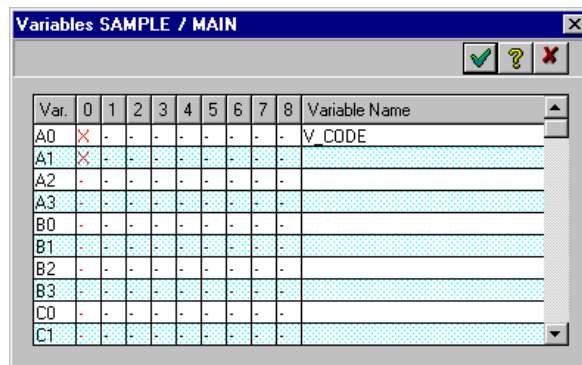 Variables SAMPLE / MAIN
Var. 0 1 2 3 4 5 6 7 8 Variable Name
A0 X - - - - - - - - V_CODE
A1 X - - - - - - - -
A2 - - - - - - - - -
A3 - - - - - - - - -
B0 - - - - - - - - -
B1 - - - - - - - - -
B2 - - - - - - - - -
B3 - - - - - - - - -
C0 - - - - - - - - -
C1 - - - - - - - - -